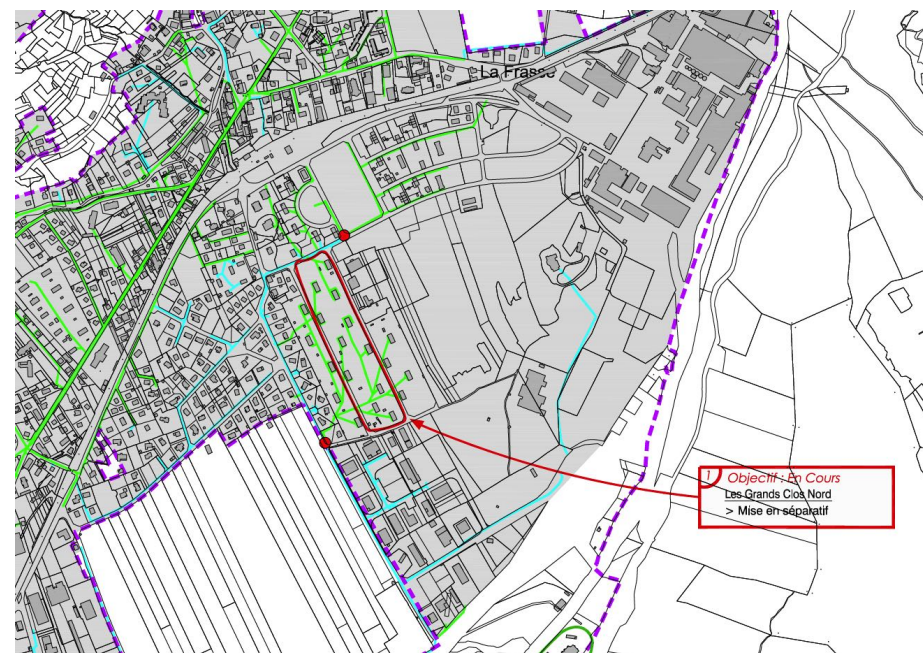 La Frasse
1 Objectif : En Cours
Les Grands Clos Nord
> Mise en séparatif